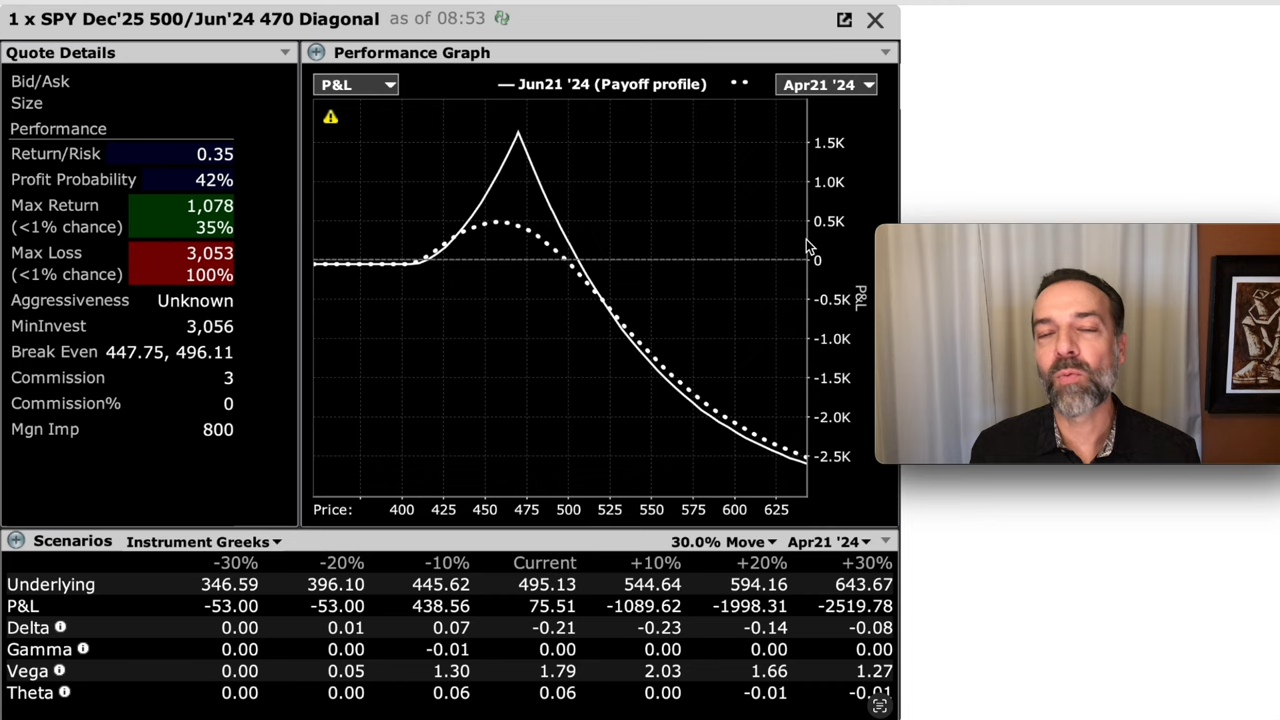 1 x SPY Dec'25 500/Jun'24 470 Diagonal as of 08:53
Quote Details
Performance Graph
Bid/Ask
Size
Performance
Return/Risk 0.35
Profit Probability 42%
Max Return 1,078
(<1% chance) 35%
Max Loss 3,053
(<1% chance) 100%
Aggressiveness Unknown
MinInvest 3,056
Break Even 447.75, 496.11
Commission 3
Commission% 0
Mgn Imp 800
P&L
Jun21 '24 (Payoff profile)
Apr21 '24
1.5K
1.0K
0.5K
0
-0.5K
-1.0K
-1.5K
-2.0K
-2.5K
P&L
Price: 400 425 450 475 500 525 550 575 600 625
Scenarios Instrument Greeks 30.0% Move Apr21 '24
-30% -20% -10% Current +10% +20% +30%
Underlying 346.59 396.10 445.62 495.13 544.64 594.16 643.67
P&L -53.00 -53.00 438.56 75.51 -1089.62 -1998.31 -2519.78
Delta 0.00 0.01 0.07 -0.21 -0.23 -0.14 -0.08
Gamma 0.00 0.00 -0.01 0.00 0.00 0.00 0.00
Vega 0.00 0.05 1.30 1.79 2.03 1.66 1.27
Theta 0.00 0.00 0.06 0.06 0.00 -0.01 -0.01